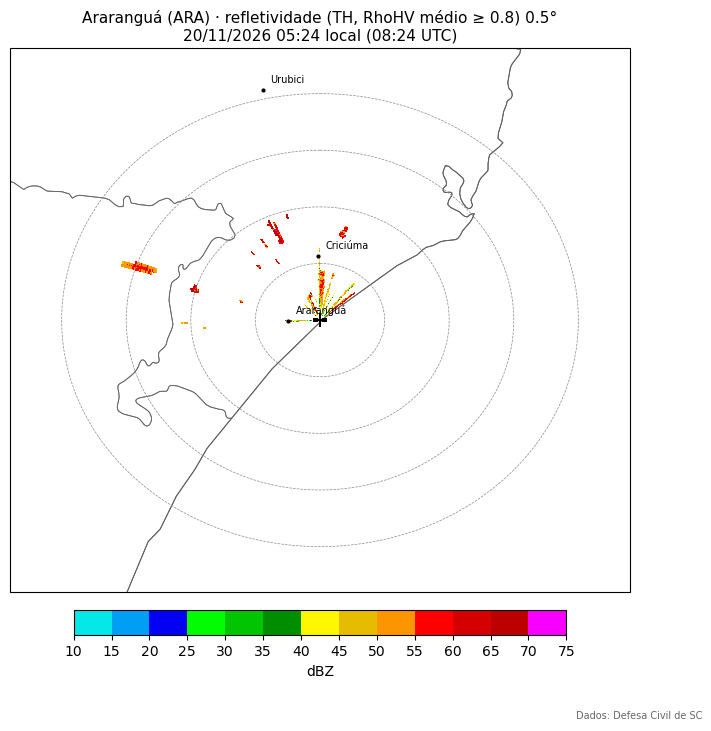 Araranguá (ARA) · refletividade (TH, RhoHV médio ≥ 0.8) 0.5°
20/11/2026 05:24 local (08:24 UTC)
Urubici
Criciúma
Araranguá
10 15 20 25 30 35 40 45 50 55 60 65 70 75
dBZ
Dados: Defesa Civil de SC